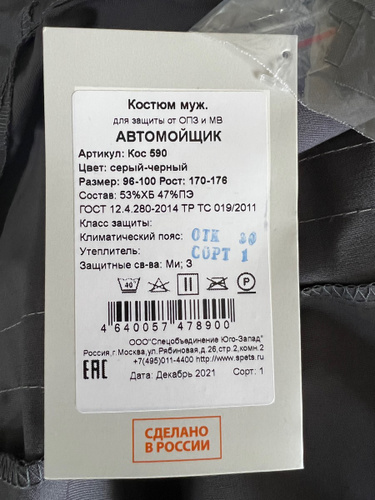 Костюм муж.
для защиты от ОПЗ и МВ
АВТОМОЙЩИК
Артикул: Кос 590
Цвет: серый-черный
Размер: 96-100 Рост: 170-176
Состав: 53%ХБ 47%ПЭ
ГОСТ 12.4.280-2014 ТР ТС 019/2011
Класс защиты:
Климатический пояс: ОТК 30
Утеплитель: СОРТ 1
Защитные св-ва: Ми; З
40 P
4 640057 478900
ООО"Спецобъединение Юго-Запад"
Россия,г.Москва,ул.Рябиновая,д.26,стр.2,комн.2
+7(495)011-4400 http://www.spets.ru
ЕАС Дата: Декабрь 2021 Сорт: 1
СДЕЛАНО
В РОССИИ